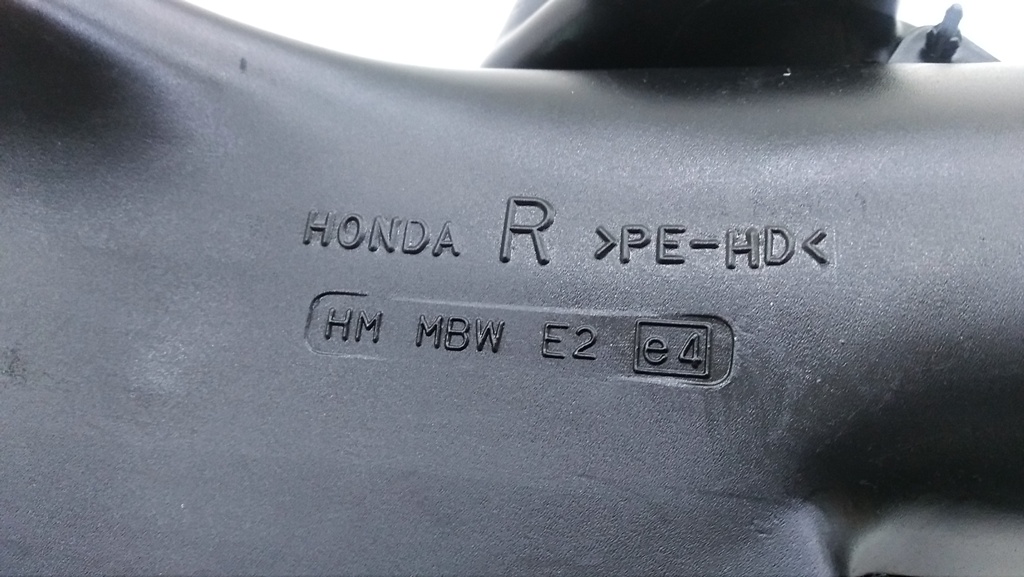 HONDA R >PE-HD<
HM MBW E2 e4